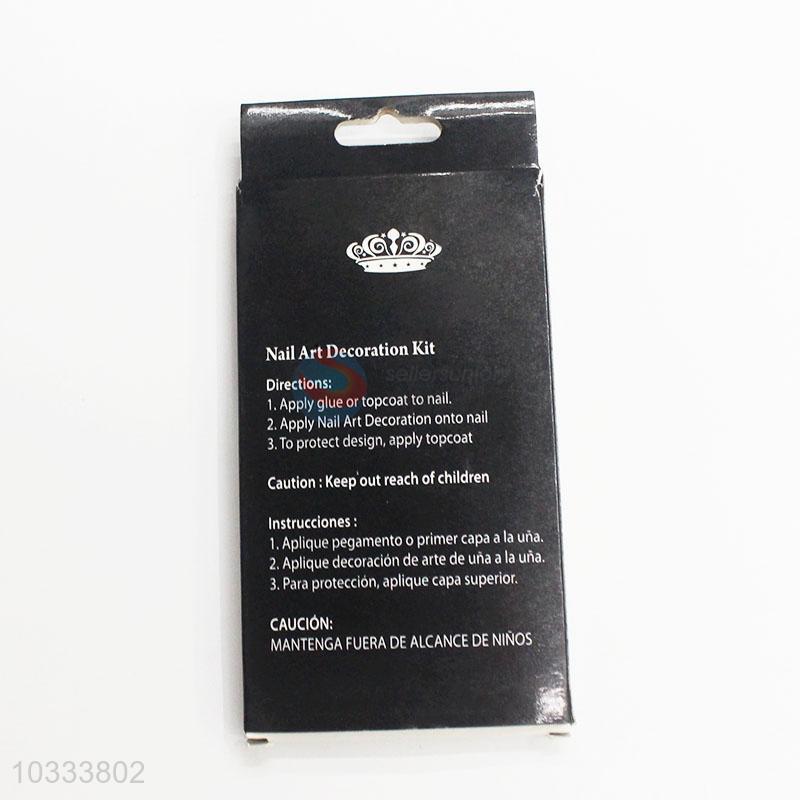 Nail Art Decoration Kit
Directions:
1. Apply glue or topcoat to nail.
2. Apply Nail Art Decoration onto nail
3. To protect design, apply topcoat
Caution : Keep out reach of children
Instrucciones :
1. Aplique pegamento o primer capa a la uña.
2. Aplique decoración de arte de uña a la uña.
3. Para protección, aplique capa superior.
CAUCIÓN:
MANTENGA FUERA DE ALCANCE DE NIÑOS
10333802